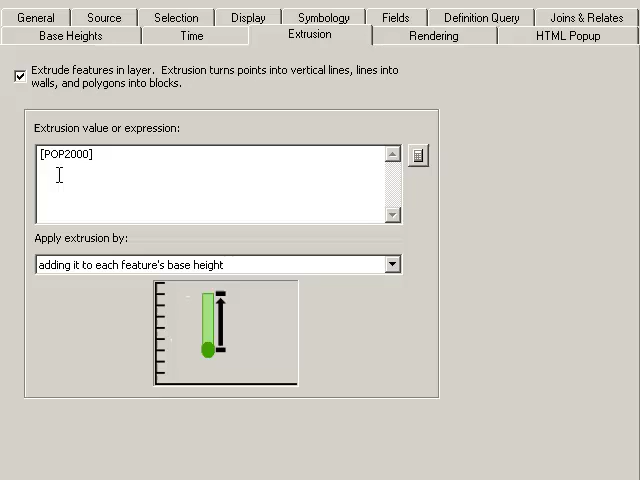 General Source Selection Display Symbology Fields Definition Query Joins & Relates
Base Heights Time Extrusion Rendering HTML Popup
Extrude features in layer. Extrusion turns points into vertical lines, lines into
walls, and polygons into blocks.
Extrusion value or expression:
[POP2000]
Apply extrusion by:
adding it to each feature's base height